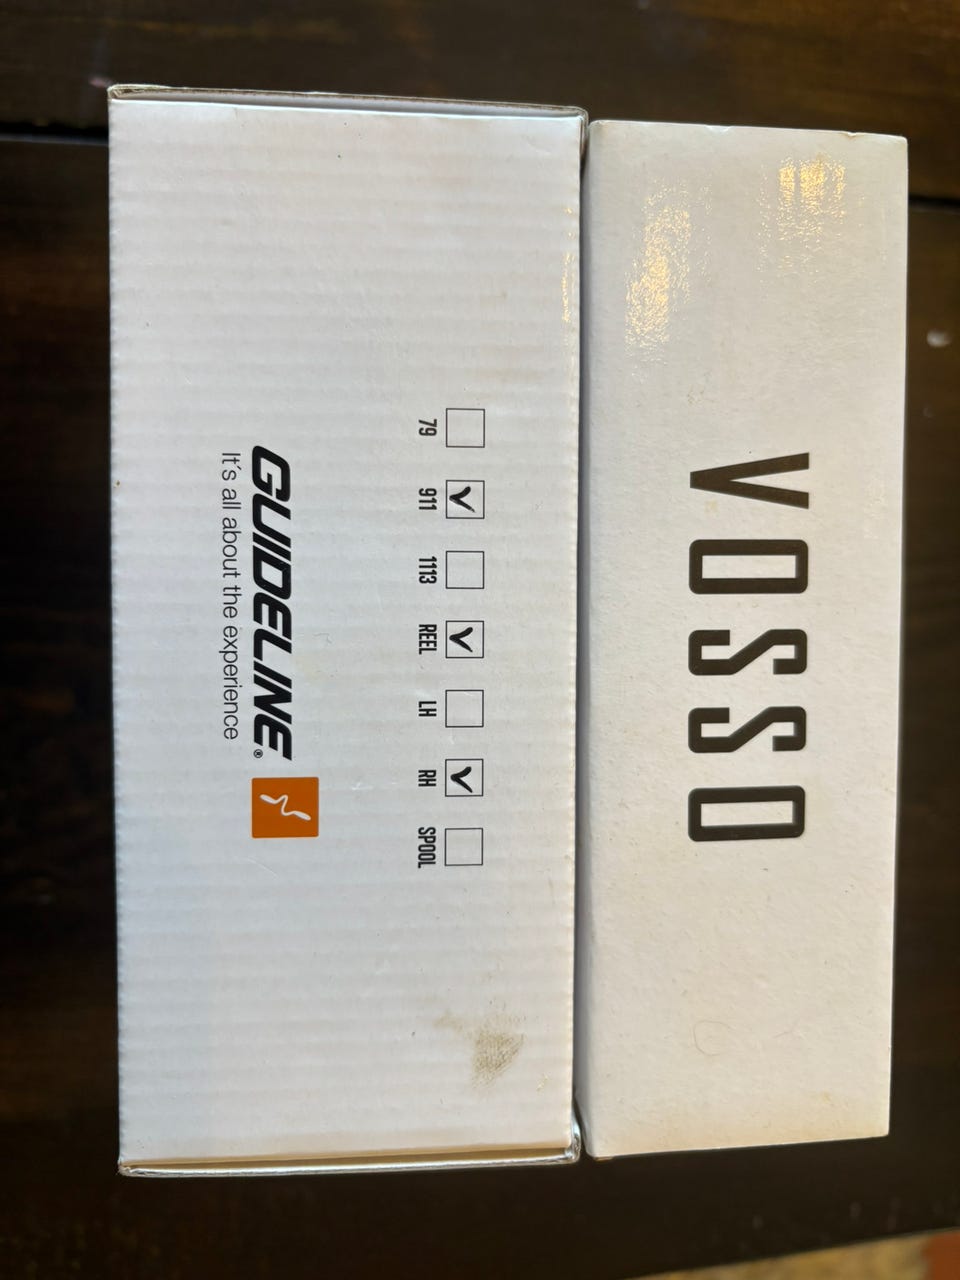 VOSSO
79 911 1113 REEL LH RH SPOOL
GUIDELINE®
It's all about the experience